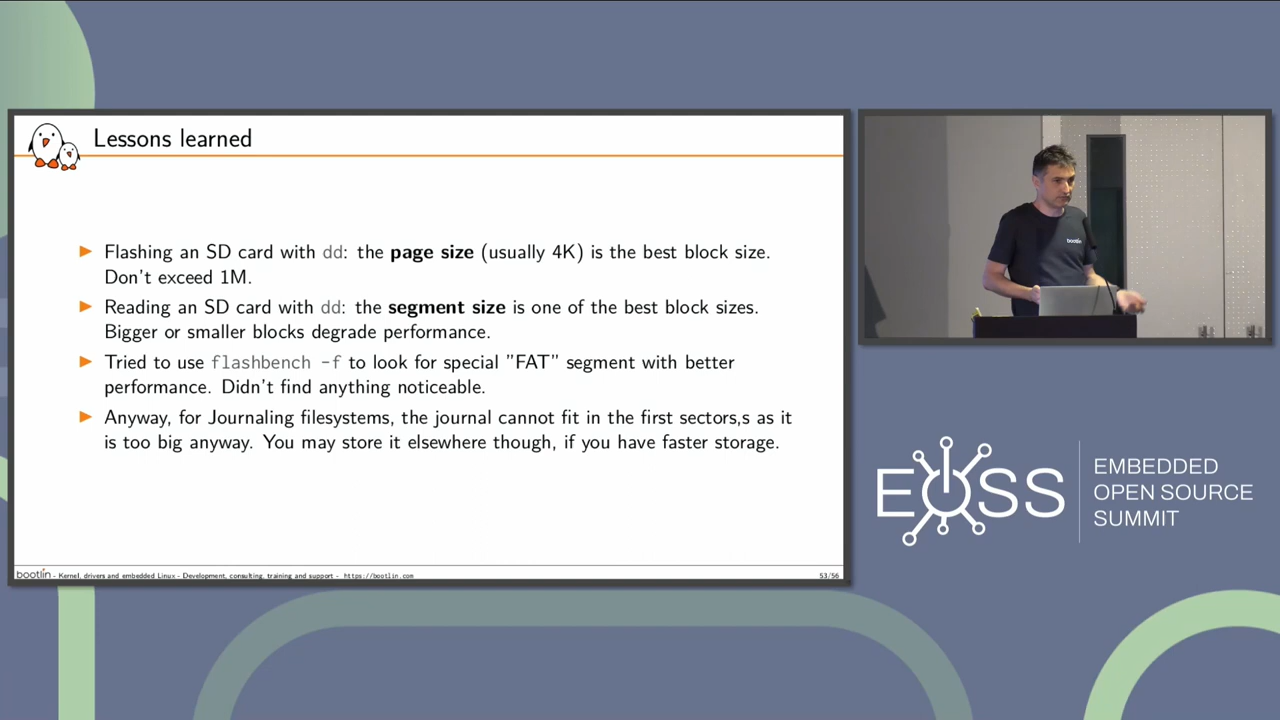 Lessons learned
Flashing an SD card with dd: the page size (usually 4K) is the best block size.
Don't exceed 1M.
Reading an SD card with dd: the segment size is one of the best block sizes.
Bigger or smaller blocks degrade performance.
Tried to use flashbench -f to look for special "FAT" segment with better
performance. Didn't find anything noticeable.
Anyway, for Journaling filesystems, the journal cannot fit in the first sectors,s as it
is too big anyway. You may store it elsewhere though, if you have faster storage.
bootlin - Kernel, drivers and embedded Linux - Development, consulting, training and support - https://bootlin.com
53/56
bootlin
EOSS
EMBEDDED
OPEN SOURCE
SUMMIT